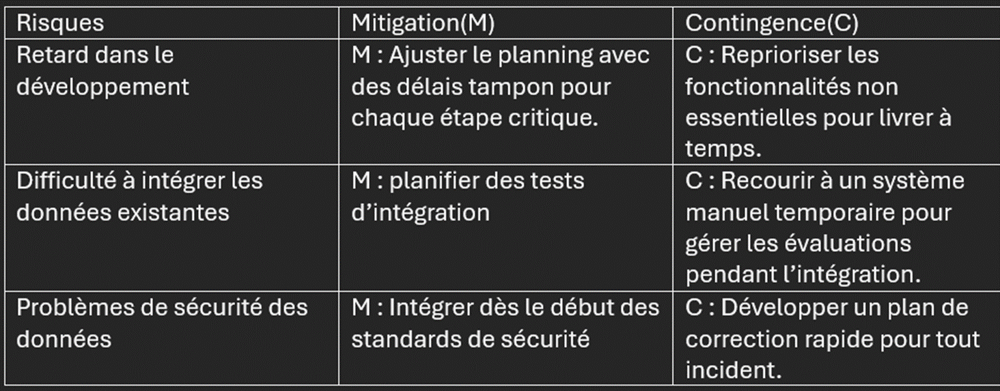 Risques
Mitigation(M)
Contingence(C)
Retard dans le
développement
M : Ajuster le planning avec
des délais tampon pour
chaque étape critique.
C : Reprioriser les
fonctionnalités non
essentielles pour livrer à
temps.
Difficulté à intégrer les
données existantes
M : planifier des tests
d’intégration
C : Recourir à un système
manuel temporaire pour
gérer les évaluations
pendant l’intégration.
Problèmes de sécurité des
données
M : Intégrer dès le début des
standards de sécurité
C : Développer un plan de
correction rapide pour tout
incident.